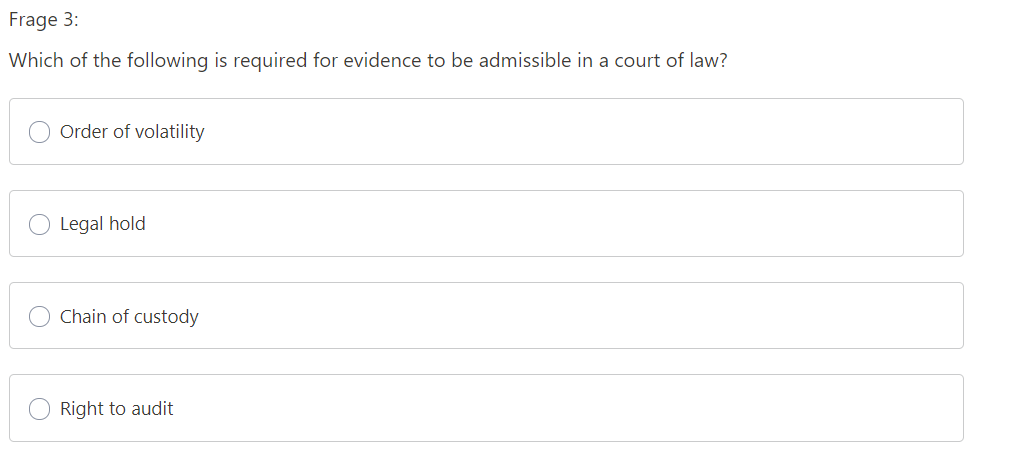 Frage 3:
Which of the following is required for evidence to be admissible in a court of law?
Order of volatility
Legal hold
Chain of custody
Right to audit